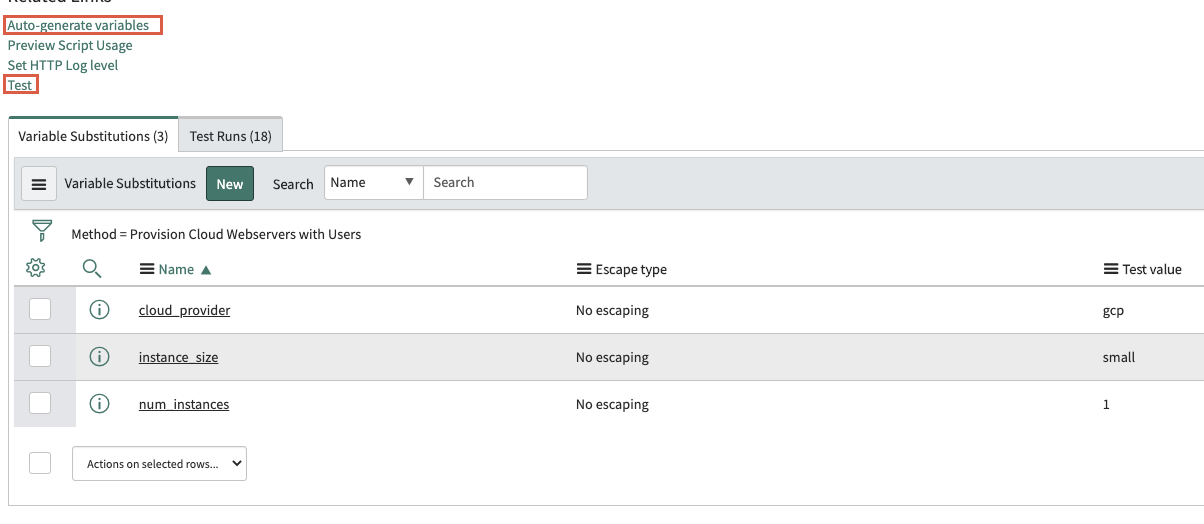 Related Links
Auto-generate variables
Preview Script Usage
Set HTTP Log level
Test
Variable Substitutions (3) Test Runs (18)
Variable Substitutions New Search Name Search
Method = Provision Cloud Webservers with Users
Name Escape type Test value
cloud_provider No escaping gcp
instance_size No escaping small
num_instances No escaping 1
Actions on selected rows...